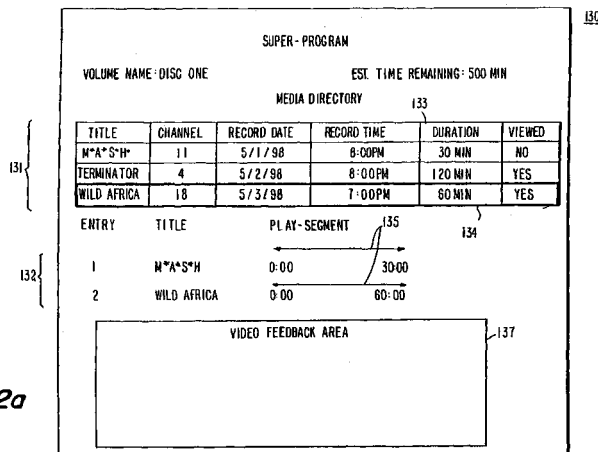 130
SUPER-PROGRAM
VOLUME NAME: DISC ONE EST. TIME REMAINING: 500 MIN
MEDIA DIRECTORY
133
TITLE CHANNEL RECORD DATE RECORD TIME DURATION VIEWED
M*A*S*H* 11 5/1/98 8:00PM 30 MIN NO
TERMINATOR 4 5/2/98 8:00PM 120 MIN YES
WILD AFRICA 18 5/3/98 7:00PM 60 MIN YES
131
134
ENTRY TITLE PLAY-SEGMENT 135
1 M*A*S*H 0:00 30:00
132
2 WILD AFRICA 0:00 60:00
VIDEO FEEDBACK AREA
137
2a